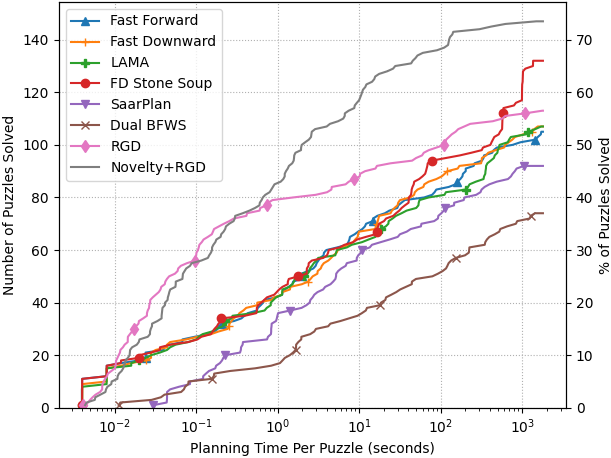 Fast Forward
Fast Downward
LAMA
FD Stone Soup
SaarPlan
Dual BFWS
RGD
Novelty+RGD
Number of Puzzles Solved
0
20
40
60
80
100
120
140
% of Puzzles Solved
0
10
20
30
40
50
60
70
10⁻² 10⁻¹ 10⁰ 10¹ 10² 10³
Planning Time Per Puzzle (seconds)